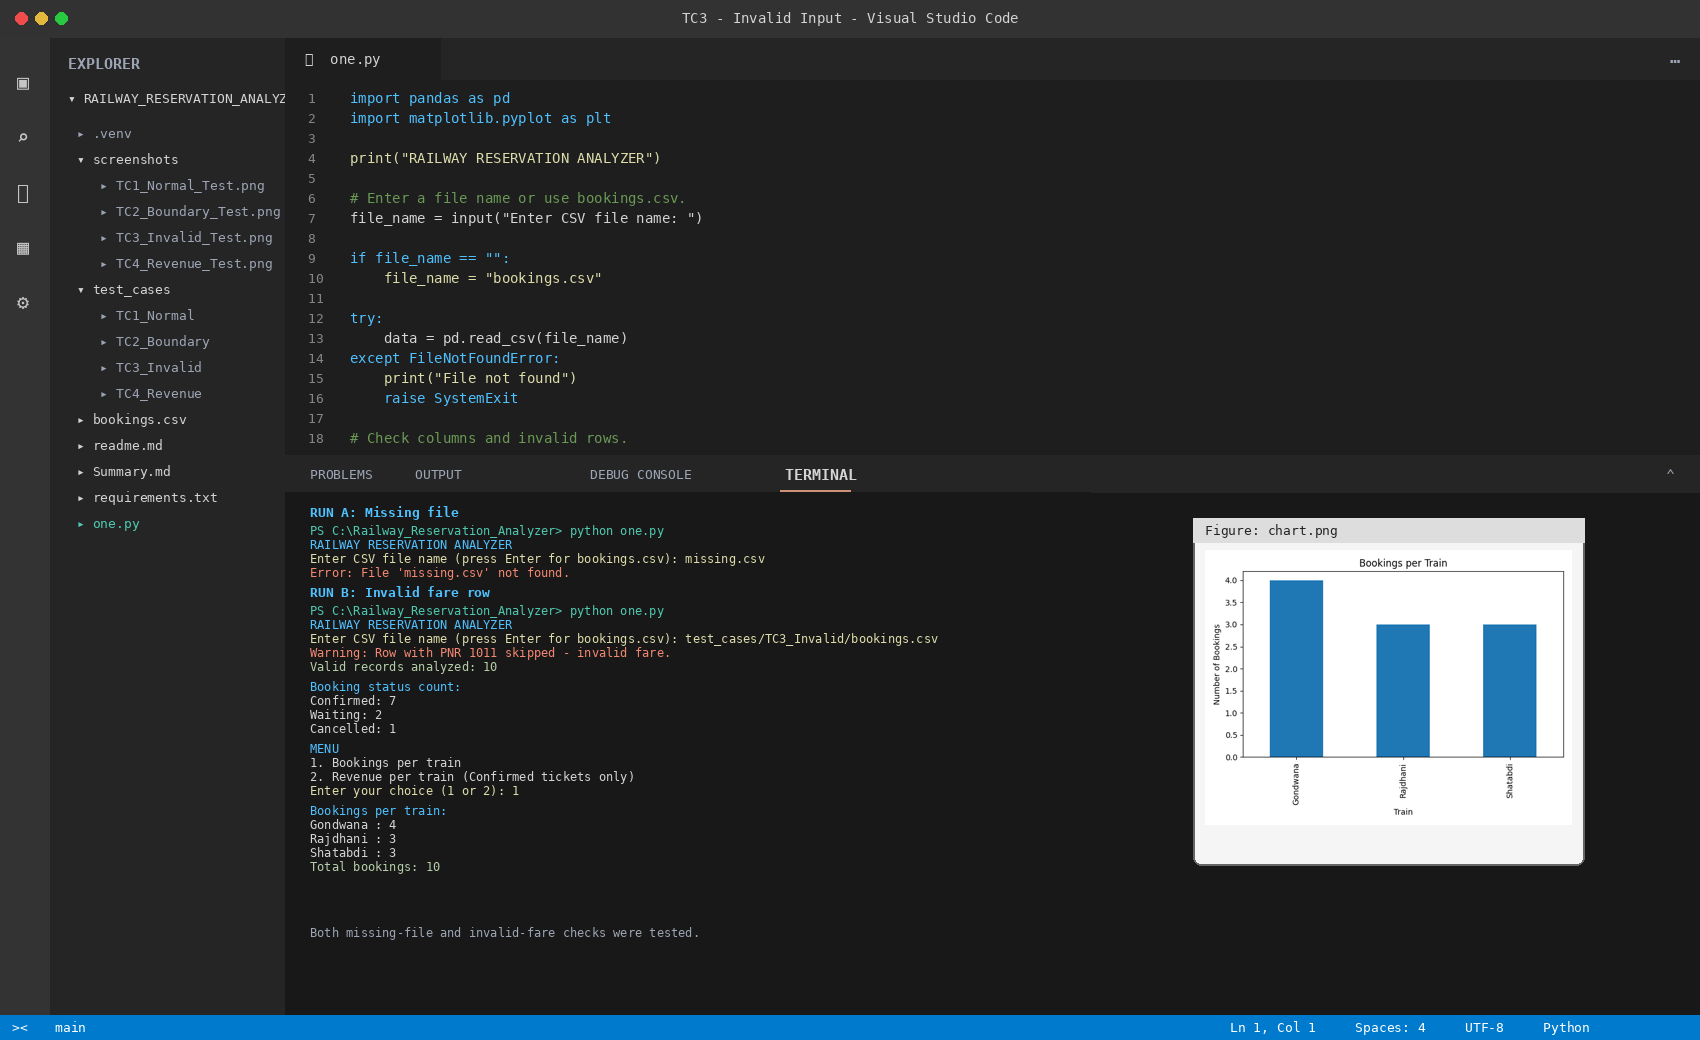 TC3 - Invalid Input - Visual Studio Code
EXPLORER
RAILWAY_RESERVATION_ANALYZ
.venv
screenshots
TC1_Normal_Test.png
TC2_Boundary_Test.png
TC3_Invalid_Test.png
TC4_Revenue_Test.png
test_cases
TC1_Normal
TC2_Boundary
TC3_Invalid
TC4_Revenue
bookings.csv
readme.md
Summary.md
requirements.txt
one.py
one.py
1 import pandas as pd
2 import matplotlib.pyplot as plt
3
4 print("RAILWAY RESERVATION ANALYZER")
5
6 # Enter a file name or use bookings.csv.
7 file_name = input("Enter CSV file name: ")
8
9 if file_name == "":
10     file_name = "bookings.csv"
11
12 try:
13     data = pd.read_csv(file_name)
14 except FileNotFoundError:
15     print("File not found")
16     raise SystemExit
17
18 # Check columns and invalid rows.
PROBLEMS OUTPUT DEBUG CONSOLE TERMINAL
RUN A: Missing file
PS C:\Railway_Reservation_Analyzer> python one.py
RAILWAY RESERVATION ANALYZER
Enter CSV file name (press Enter for bookings.csv): missing.csv
Error: File 'missing.csv' not found.
RUN B: Invalid fare row
PS C:\Railway_Reservation_Analyzer> python one.py
RAILWAY RESERVATION ANALYZER
Enter CSV file name (press Enter for bookings.csv): test_cases/TC3_Invalid/bookings.csv
Warning: Row with PNR 1011 skipped - invalid fare.
Valid records analyzed: 10
Booking status count:
Confirmed: 7
Waiting: 2
Cancelled: 1
MENU
1. Bookings per train
2. Revenue per train (Confirmed tickets only)
Enter your choice (1 or 2): 1
Bookings per train:
Gondwana : 4
Rajdhani : 3
Shatabdi : 3
Total bookings: 10
Both missing-file and invalid-fare checks were tested.
Figure: chart.png
Bookings per Train
Number of Bookings
4.0
3.5
3.0
2.5
2.0
1.5
1.0
0.5
0.0
Gondwana
Rajdhani
Shatabdi
Train
>< main Ln 1, Col 1 Spaces: 4 UTF-8 Python